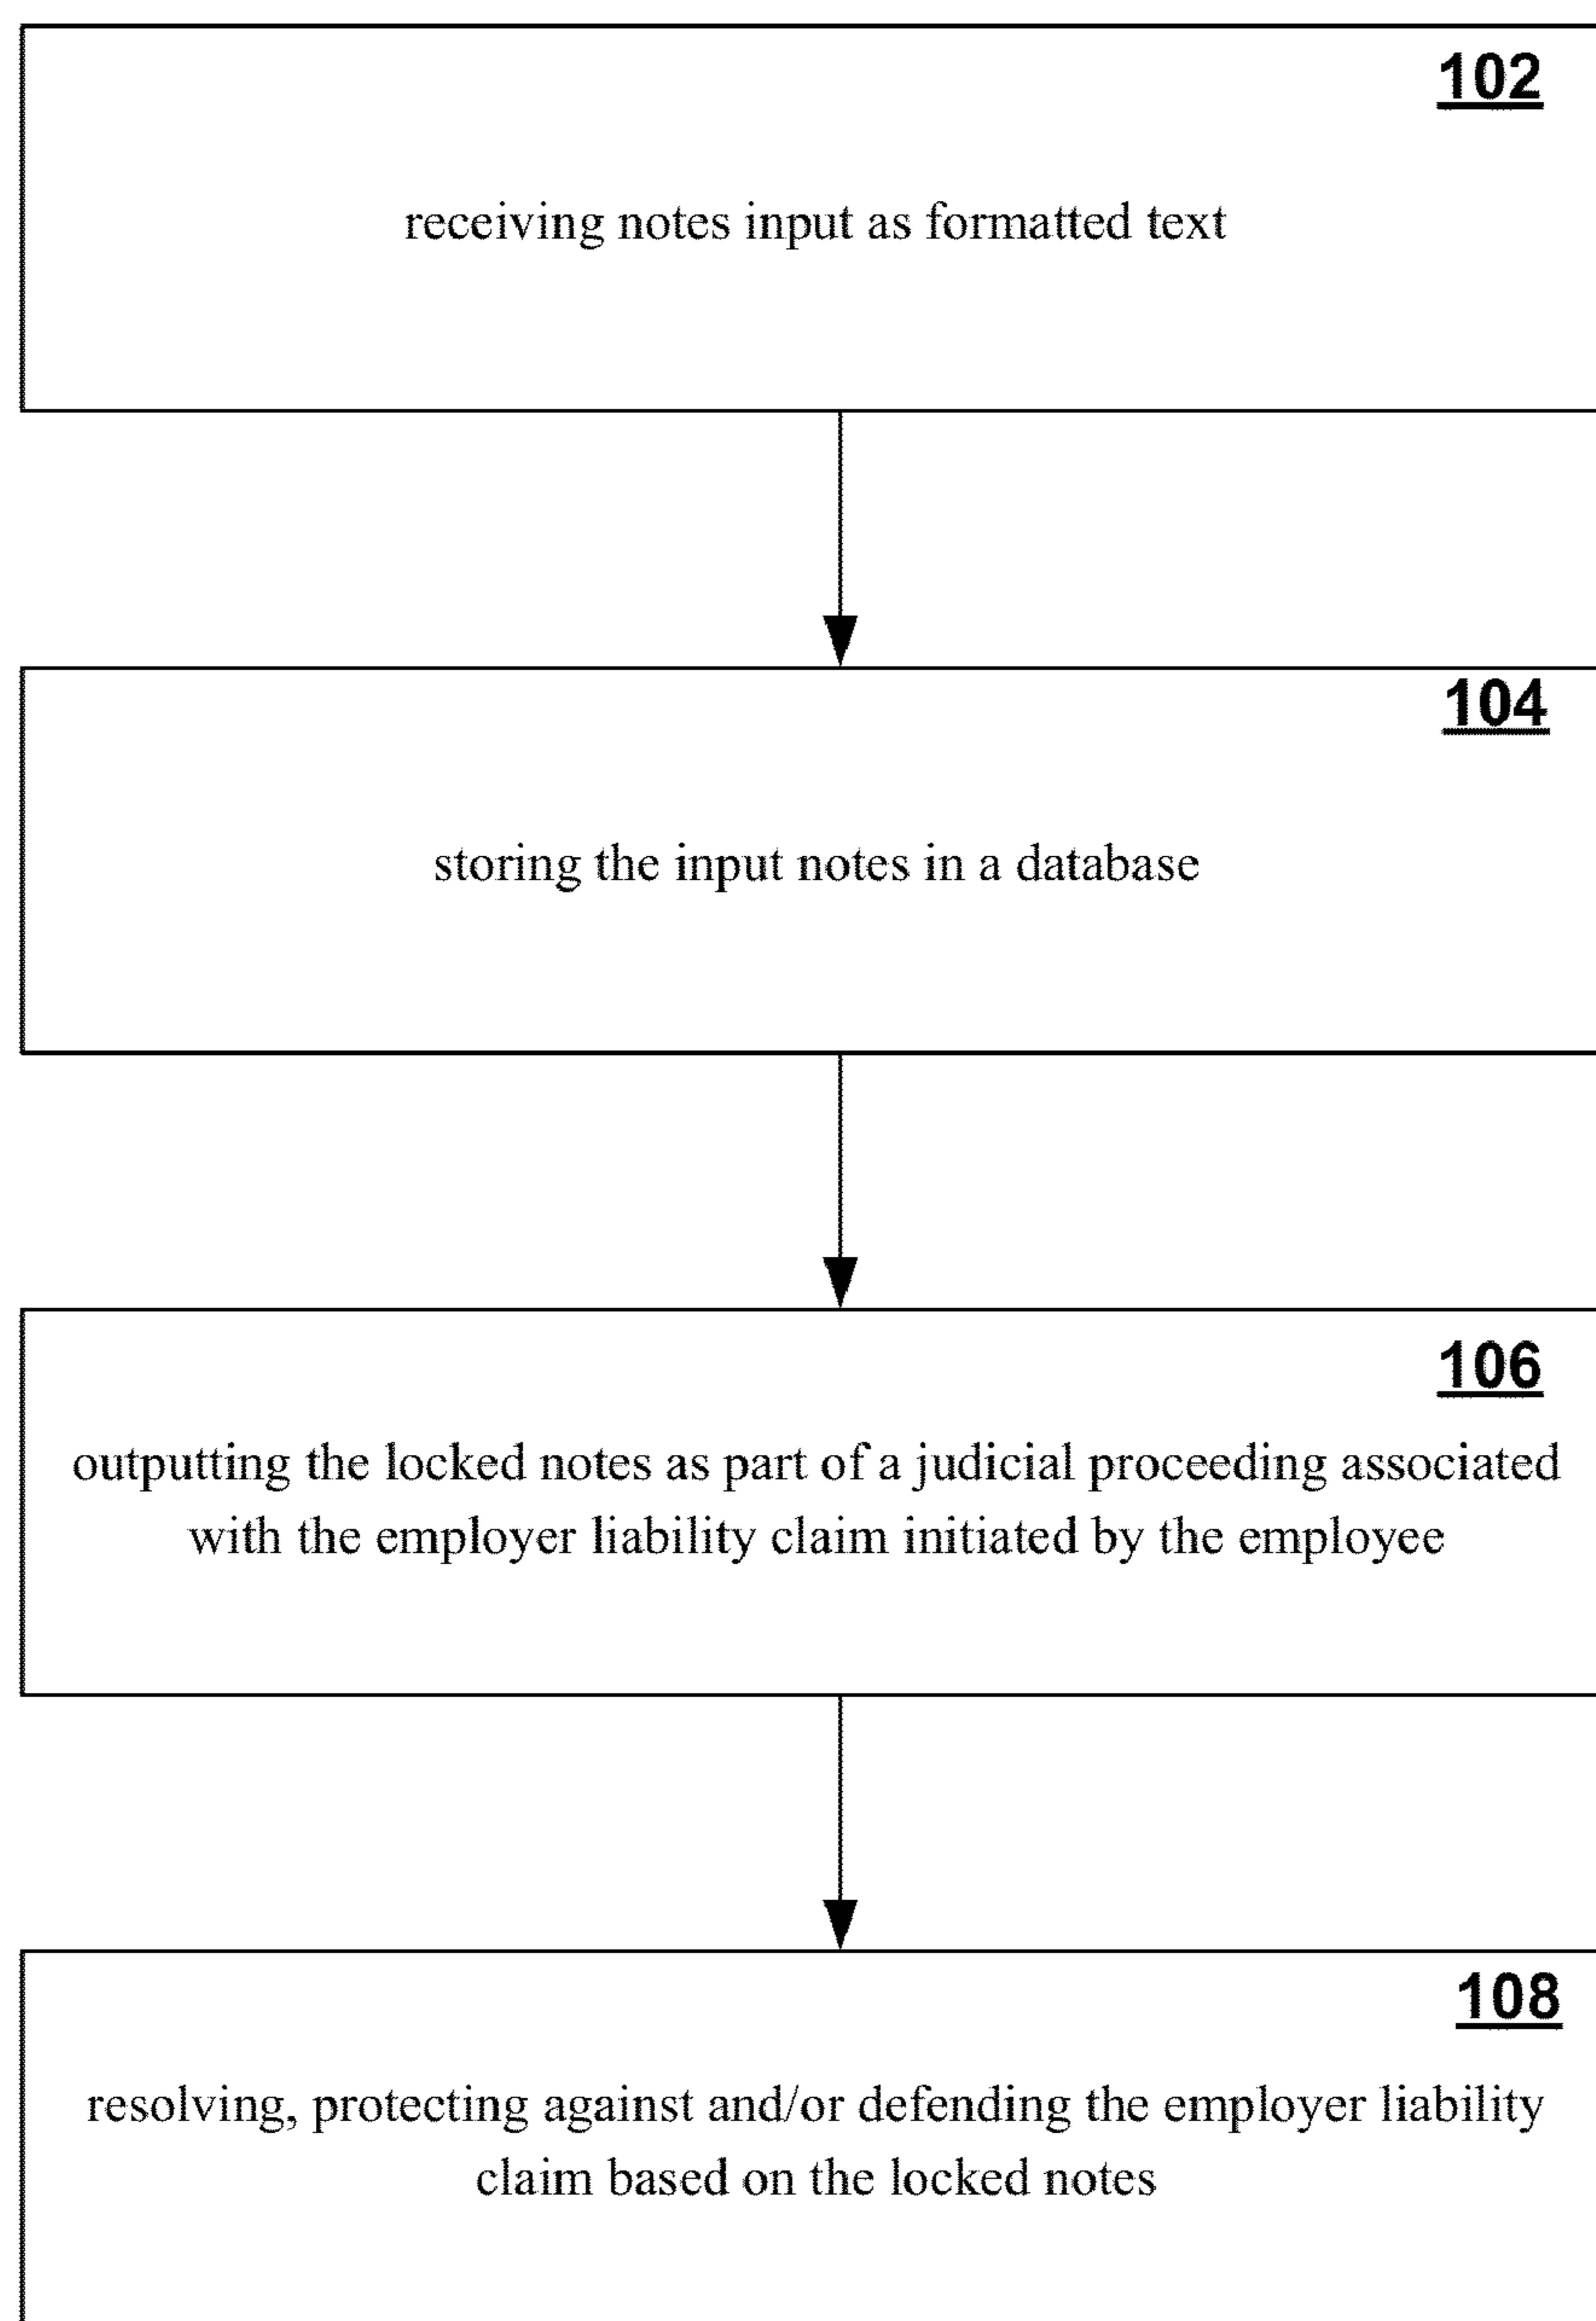 102
receiving notes input as formatted text
104
storing the input notes in a database
106
outputting the locked notes as part of a judicial proceeding associated
with the employer liability claim initiated by the employee
108
resolving, protecting against and/or defending the employer liability
claim based on the locked notes